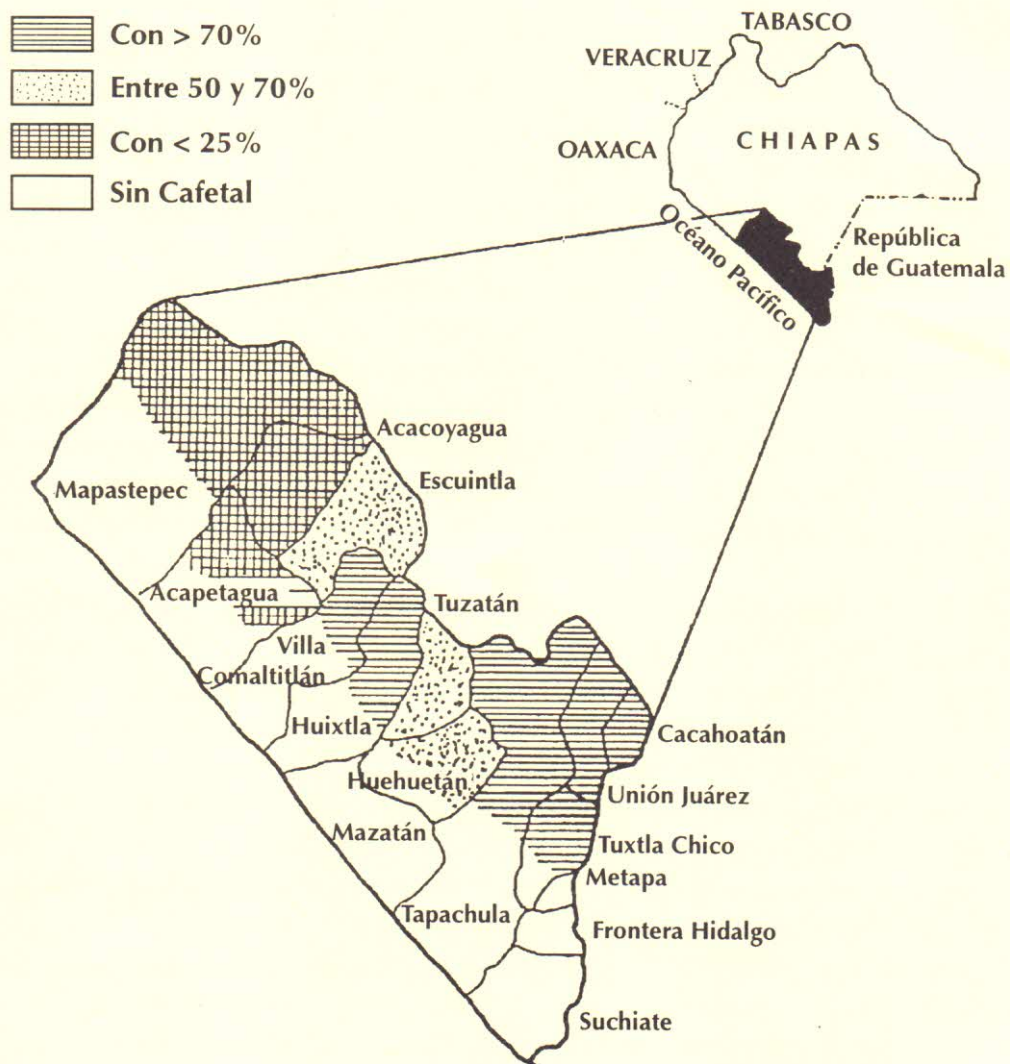 Con > 70%
Entre 50 y 70%
Con < 25%
Sin Cafetal
TABASCO
VERACRUZ
OAXACA
CHIAPAS
Océano Pacífico
República
de Guatemala
Acacoyagua
Escuintla
Mapastepec
Acapetagua
Tuzatán
Villa
Comaltitlán
Huixtla
Cacahoatán
Huehuetán
Unión Juárez
Mazatán
Tuxtla Chico
Metapa
Tapachula
Frontera Hidalgo
Suchiate